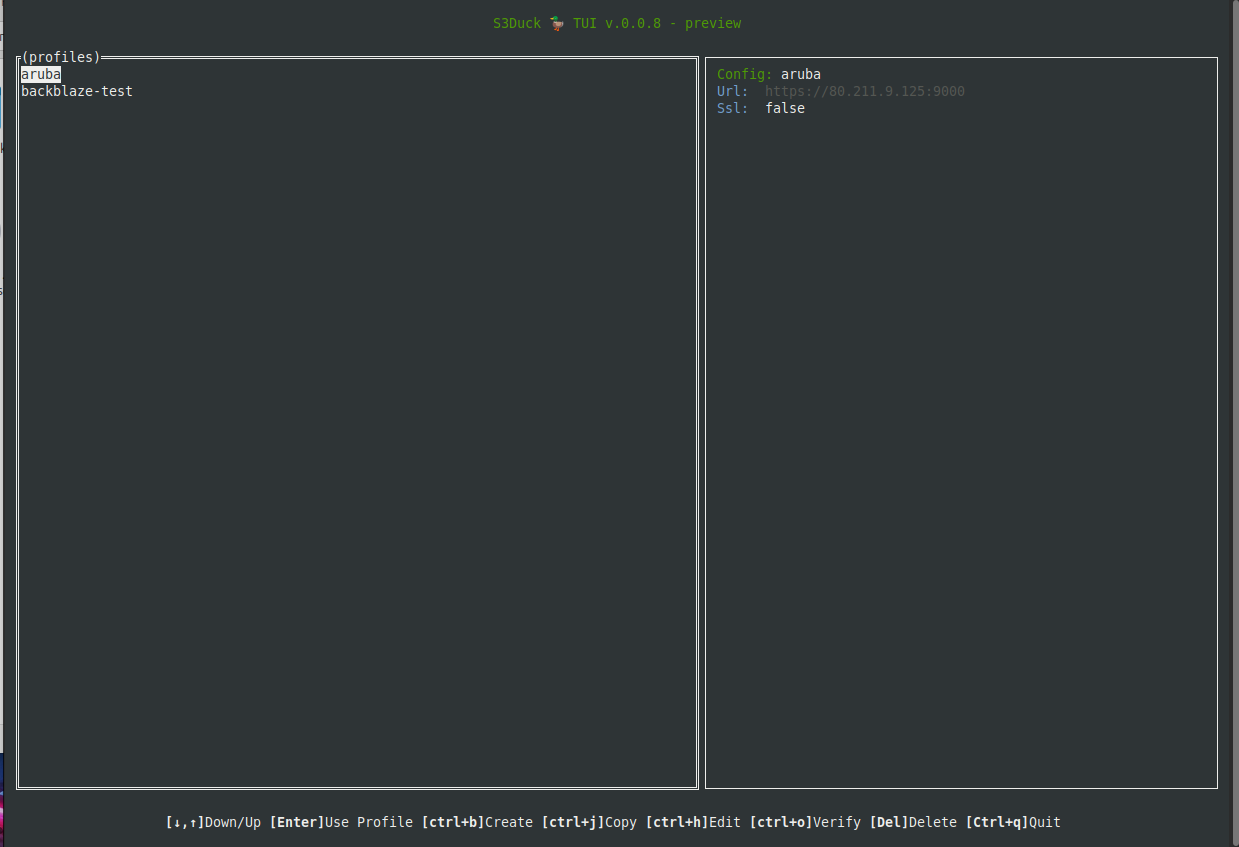 S3Duck 🦆 TUI v.0.0.8 - preview
(profiles)
aruba
backblaze-test
Config: aruba
Url: https://80.211.9.125:9000
Ssl: false
[↓,↑]Down/Up [Enter]Use Profile [ctrl+b]Create [ctrl+j]Copy [ctrl+h]Edit [ctrl+o]Verify [Del]Delete [Ctrl+q]Quit